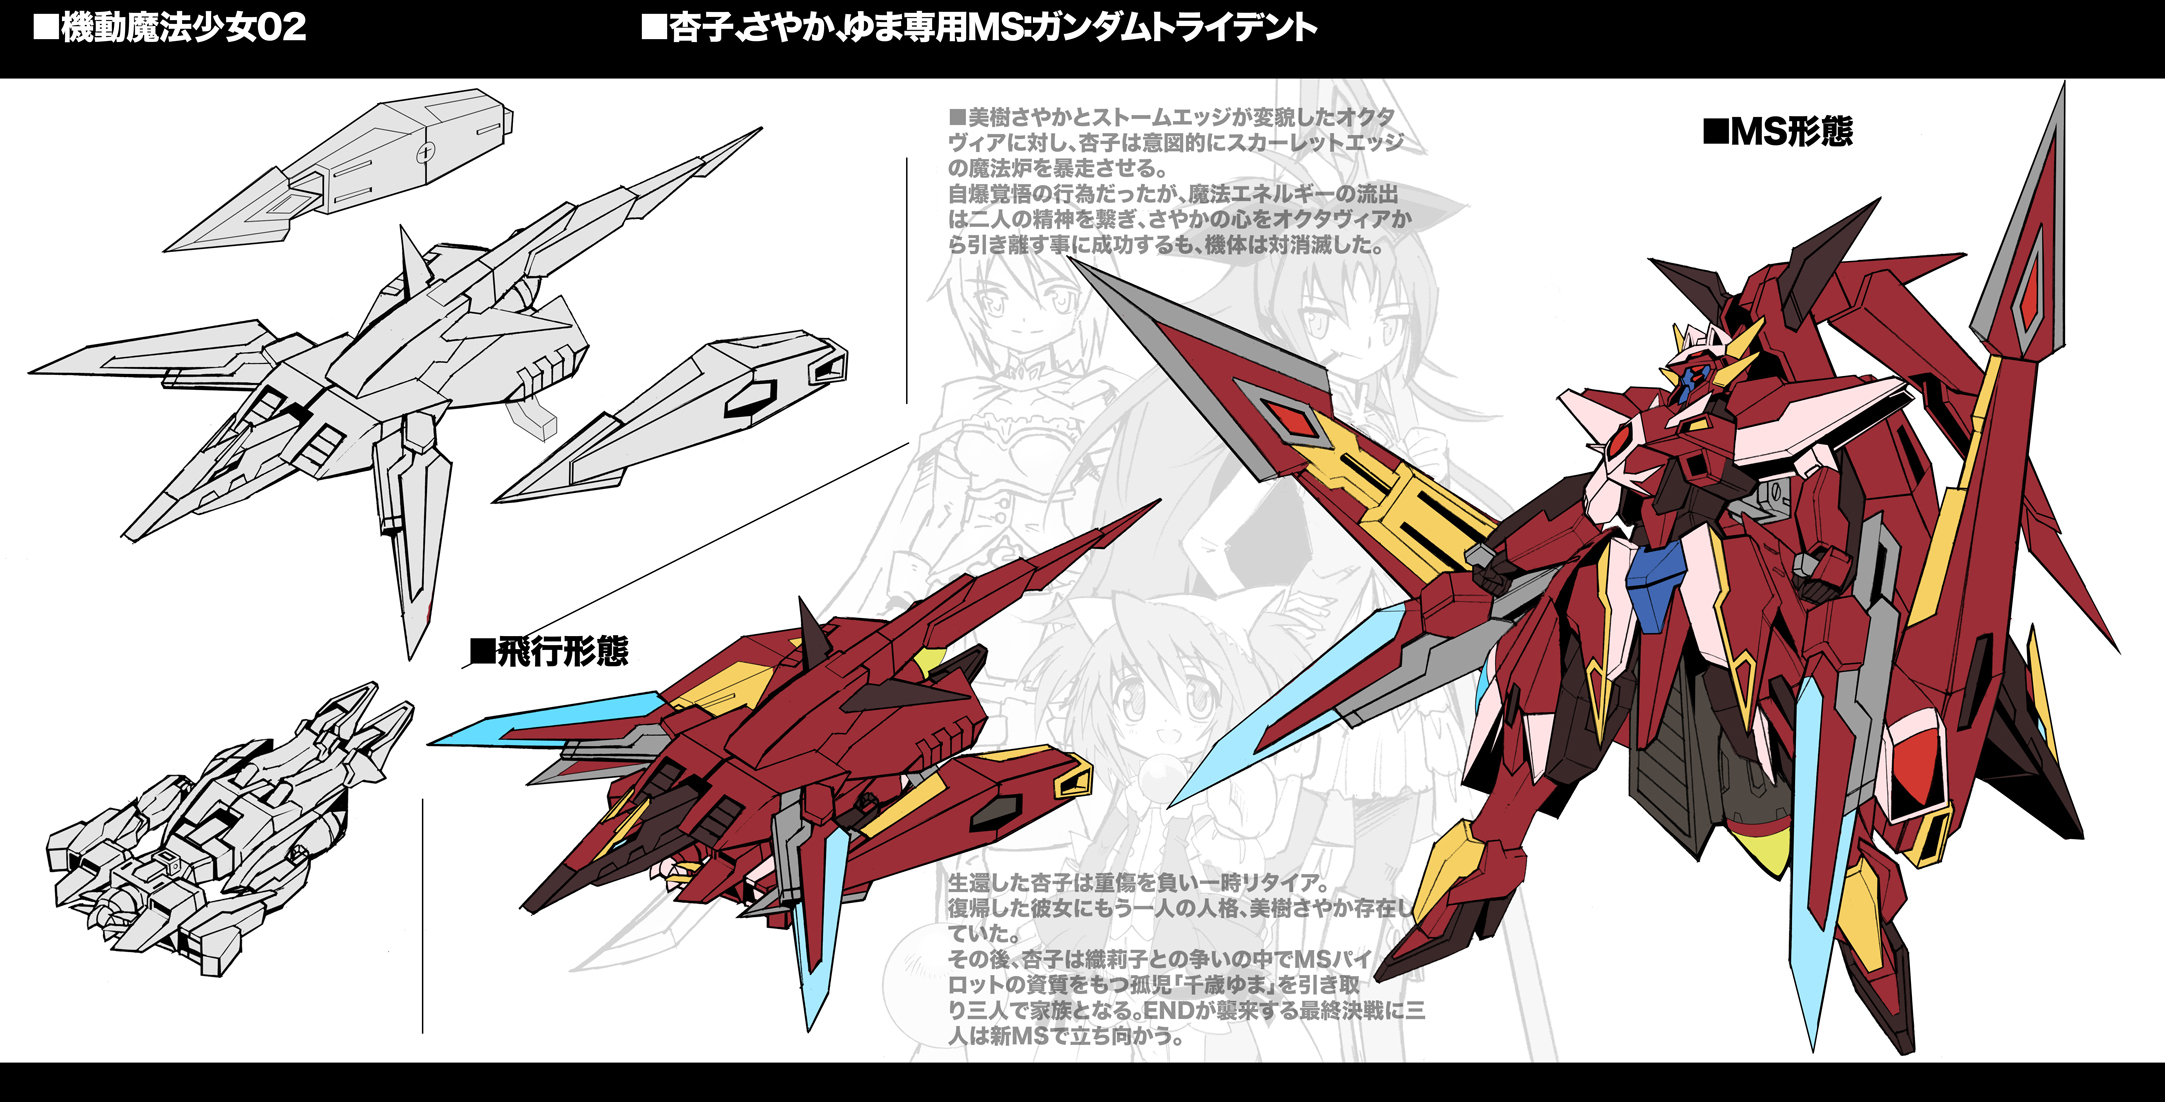 ■機動魔法少女02
■杏子、さやか、ゆま専用MS:ガンダムトライデント
■美樹さやかとストームエッジが変貌したオクタ
ヴィアに対し、杏子は意図的にスカーレットエッジ
の魔法炉を暴走させる。
自爆覚悟の行為だったが、魔法エネルギーの流出
は二人の精神を繋ぎ、さやかの心をオクタヴィアか
ら引き離す事に成功するも、機体は対消滅した。
■MS形態
■飛行形態
生還した杏子は重傷を負い一時リタイア。
復帰した彼女にもう一人の人格、美樹さやか存在し
ていた。
その後、杏子は織莉子との争いの中でMSパイ
ロットの資質をもつ孤児「千歳ゆま」を引き取
り三人で家族となる。ENDが襲来する最終決戦に三
人は新MSで立ち向かう。